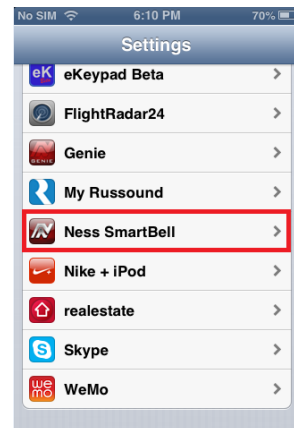 No SIM 6:10 PM 70%
Settings
eK eKeypad Beta
FlightRadar24
GENIE Genie
My Russound
N Ness SmartBell
Nike + iPod
realestate
S Skype
we mo WeMo